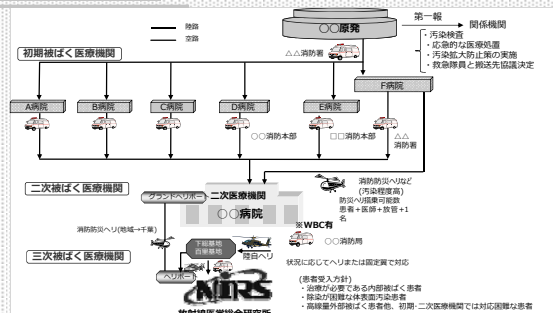 陸路
空路
○○原発
第一報
関係機関
・汚染検査
・応急的な医療処置
・汚染拡大防止策の実施
・救急隊員と搬送先協議決定
初期被ばく医療機関
△△消防署
F病院
A病院
B病院
C病院
D病院
E病院
○○消防本部
□□消防本部
△△
消防署
二次被ばく医療機関
グランドヘリポート
二次医療機関
○○病院
消防防災ヘリなど
(汚染程度高)
防災ヘリ搭乗可能数
患者+医師+放管+1
名
※WBC有
○○消防局
消防防災ヘリ(地域→千葉)
三次被ばく医療機関
下総基地
陸自ヘリ
ヘリポート
NIRS
放射線医学総合研究所
状況に応じてヘリまたは固定翼で対応
(患者受入方針)
・治療が必要である内部被ばく患者
・除染が困難な体表面汚染患者
・高線量外部被ばく患者他、初期・二次医療機関では対応困難な患者